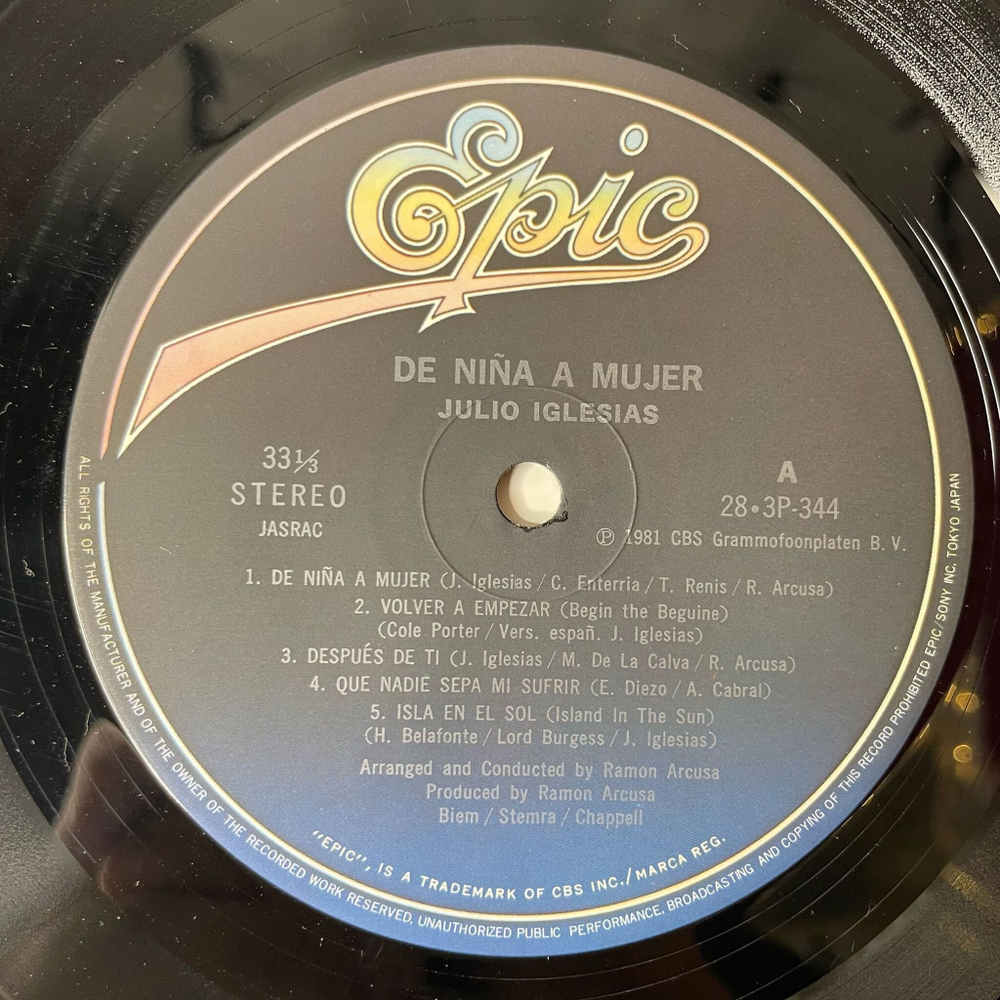 Epic
DE NIÑA A MUJER
JULIO IGLESIAS
33⅓
STEREO
JASRAC
A
28•3P-344
℗ 1981 CBS Grammofoonplaten B. V.
1. DE NIÑA A MUJER (J. Iglesias / C. Enterria / T. Renis / R. Arcusa)
2. VOLVER A EMPEZAR (Begin the Beguine)
(Cole Porter / Vers. españ. J. Iglesias)
3. DESPUÉS DE TI (J. Iglesias / M. De La Calva / R. Arcusa)
4. QUE NADIE SEPA MI SUFRIR (E. Diezo / A. Cabral)
5. ISLA EN EL SOL (Island In The Sun)
(H. Belafonte / Lord Burgess / J. Iglesias)
Arranged and Conducted by Ramon Arcusa
Produced by Ramon Arcusa
Biem / Stemra / Chappell
"EPIC", IS A TRADEMARK OF CBS INC./MARCA REG.
ALL RIGHTS OF THE MANUFACTURER AND OF THE OWNER OF THE RECORDED WORK RESERVED, UNAUTHORIZED PUBLIC PERFORMANCE, BROADCASTING AND COPYING OF THIS RECORD PROHIBITED EPIC/SONY INC. TOKYO JAPAN